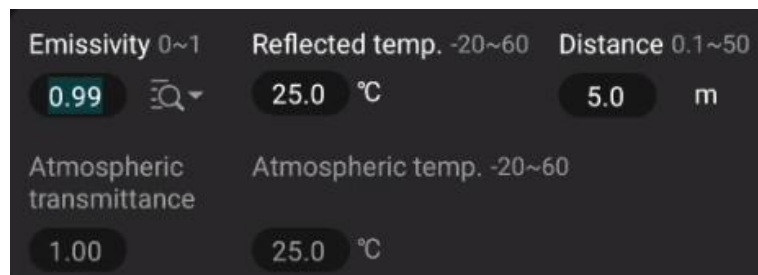 Emissivity 0~1 Reflected temp. -20~60 Distance 0.1~50
0.99 25.0 ℃ 5.0 m
Atmospheric transmittance Atmospheric temp. -20~60
1.00 25.0 ℃